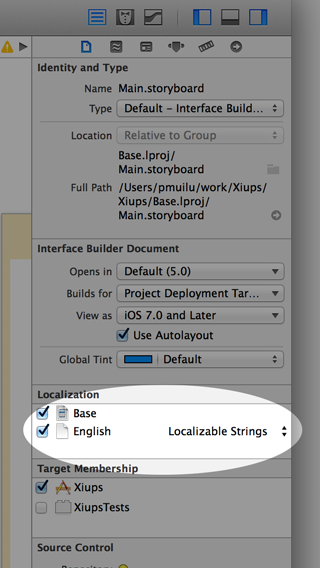 Identity and Type
Name Main.storyboard
Type Default - Interface Build...
Location Relative to Group
Base.lproj/
Main.storyboard
Full Path /Users/pmuilu/work/Xiups/
Xiups/Base.lproj/
Main.storyboard
Interface Builder Document
Opens in Default (5.0)
Builds for Project Deployment Tar...
View as iOS 7.0 and Later
Use Autolayout
Global Tint Default
Localization
Base
English Localizable Strings
Target Membership
Xiups
XiupsTests
Source Control